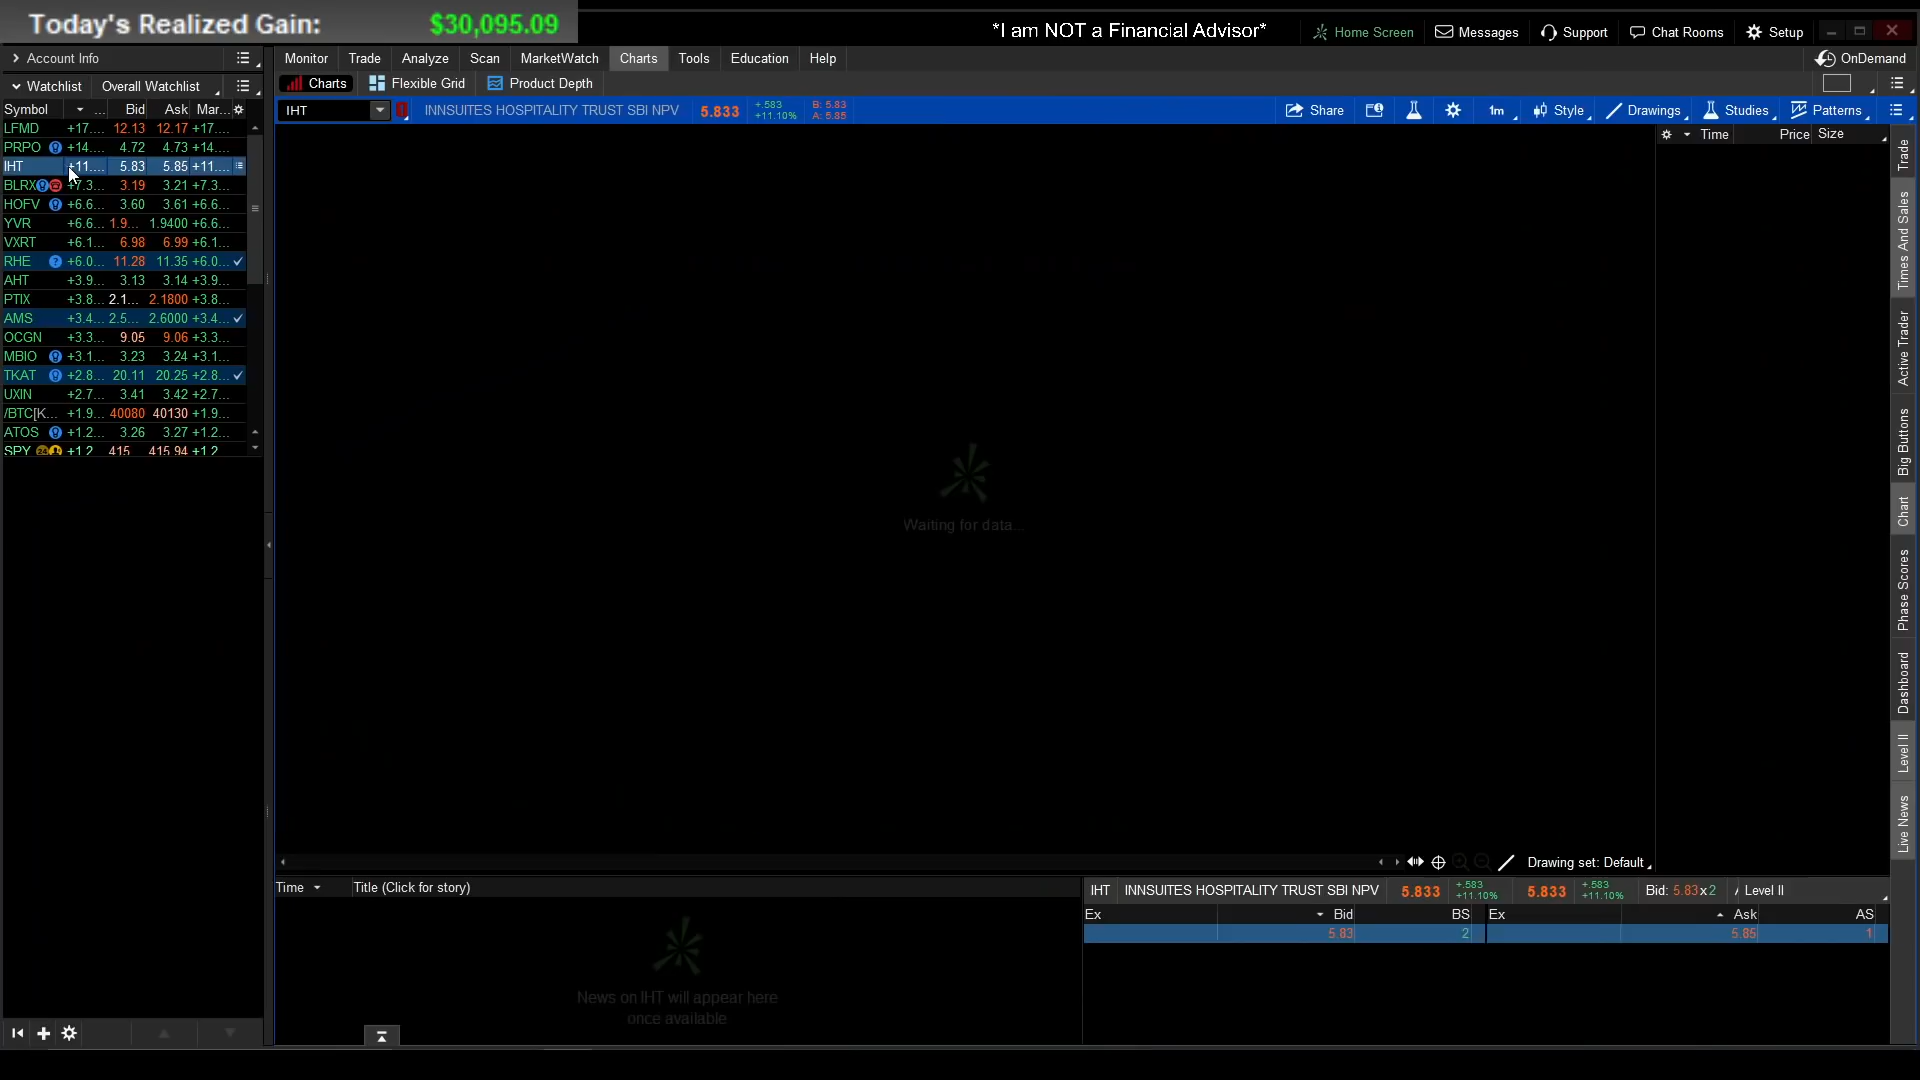 Today's Realized Gain: $30,095.09
*I am NOT a Financial Advisor*
Home Screen Messages Support Chat Rooms Setup
Account Info
Monitor Trade Analyze Scan MarketWatch Charts Tools Education Help
OnDemand
Watchlist Overall Watchlist
Charts Flexible Grid Product Depth
Symbol ... Bid Ask Mar...
IHT INNSUITES HOSPITALITY TRUST SBI NPV 5.833 +.583 +11.10% B: 5.83 A: 5.85
Share 1m Style Drawings Studies Patterns
LFMD +17.... 12.13 12.17 +17....
PRPO +14.... 4.72 4.73 +14....
IHT +11.... 5.83 5.85 +11....
BLRX +7.3... 3.19 3.21 +7.3...
HOFV +6.6... 3.60 3.61 +6.6...
YVR +6.6... 1.9... 1.9400 +6.6...
VXRT +6.1... 6.98 6.99 +6.1...
RHE +6.0... 11.28 11.35 +6.0...
AHT +3.9... 3.13 3.14 +3.9...
PTIX +3.8... 2.1... 2.1800 +3.8...
AMS +3.4... 2.5... 2.6000 +3.4...
OCGN +3.3... 9.05 9.06 +3.3...
MBIO +3.1... 3.23 3.24 +3.1...
TKAT +2.8... 20.11 20.25 +2.8...
UXIN +2.7... 3.41 3.42 +2.7...
/BTC[K... +1.9... 40080 40130 +1.9...
ATOS +1.2... 3.26 3.27 +1.2...
SPY +1.2 415 415.94 +1.2
Time Price Size
Waiting for data...
Trade
Times And Sales
Active Trader
Big Buttons
Chart
Phase Scores
Dashboard
Level II
Live News
Drawing set: Default
Time Title (Click for story)
News on IHT will appear here
once available
IHT INNSUITES HOSPITALITY TRUST SBI NPV 5.833 +.583 +11.10% 5.833 +.583 +11.10% Bid: 5.83x2 Level II
Ex Bid BS Ex Ask AS
5.83 2 5.85 1